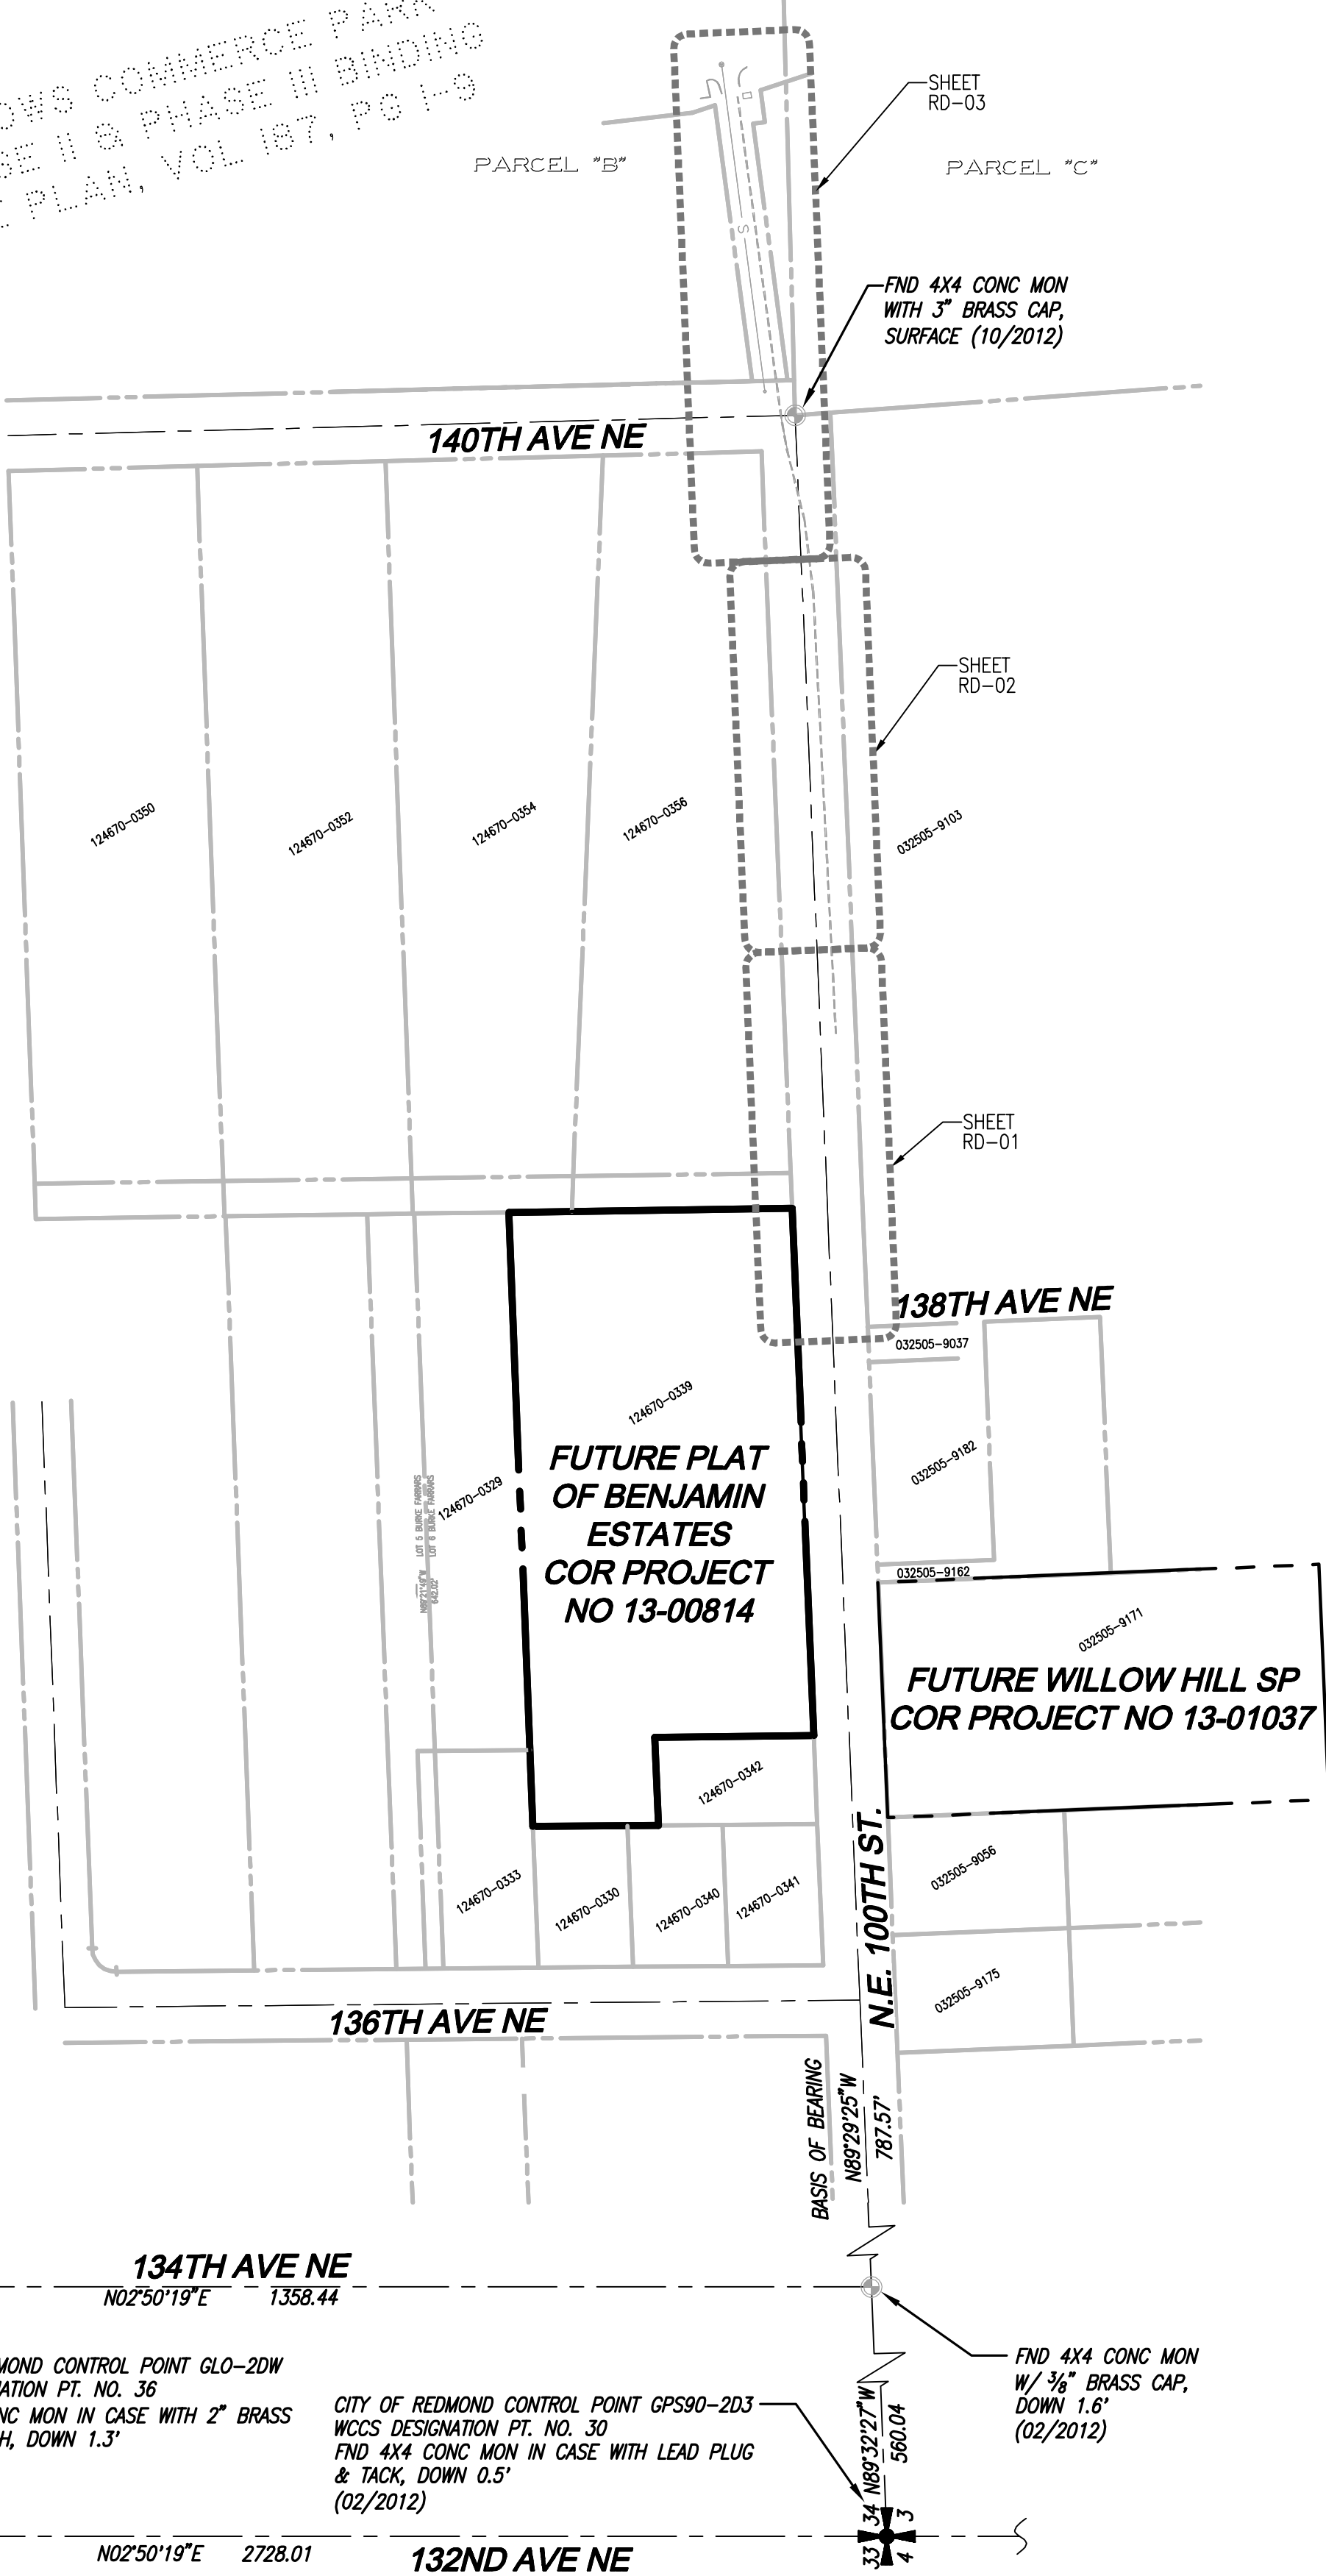 OWS COMMERCE PARK
SE II & PHASE III BINDING
PLAN, VOL 187, PG 1-9
SHEET
RD-03
PARCEL "B"
PARCEL "C"
FND 4X4 CONC MON
WITH 3" BRASS CAP,
SURFACE (10/2012)
S
140TH AVE NE
SHEET
RD-02
124670-0350
124670-0352
124670-0354
124670-0356
032505-9103
SHEET
RD-01
138TH AVE NE
032505-9037
124670-0339
032505-9182
124670-0329
LOT 5 BURKE FARRARS
LOT 6 BURKE FARRARS
642.02'
FUTURE PLAT
OF BENJAMIN
ESTATES
COR PROJECT
NO 13-00814
032505-9162
032505-9171
FUTURE WILLOW HILL SP
COR PROJECT NO 13-01037
124670-0342
124670-0333
124670-0330
124670-0340
124670-0341
032505-9056
032505-9175
N.E. 100TH ST.
136TH AVE NE
BASIS OF BEARING
N89°29'25"W
787.57'
134TH AVE NE
N02°50'19"E 1358.44
MOND CONTROL POINT GLO-2DW
ATION PT. NO. 36
NC MON IN CASE WITH 2" BRASS
H, DOWN 1.3'
CITY OF REDMOND CONTROL POINT GPS90-2D3
WCCS DESIGNATION PT. NO. 30
FND 4X4 CONC MON IN CASE WITH LEAD PLUG
& TACK, DOWN 0.5'
(02/2012)
FND 4X4 CONC MON
W/ 3/8" BRASS CAP,
DOWN 1.6'
(02/2012)
N89°32'27"W
560.04
33 34
4 3
N02°50'19"E 2728.01
132ND AVE NE